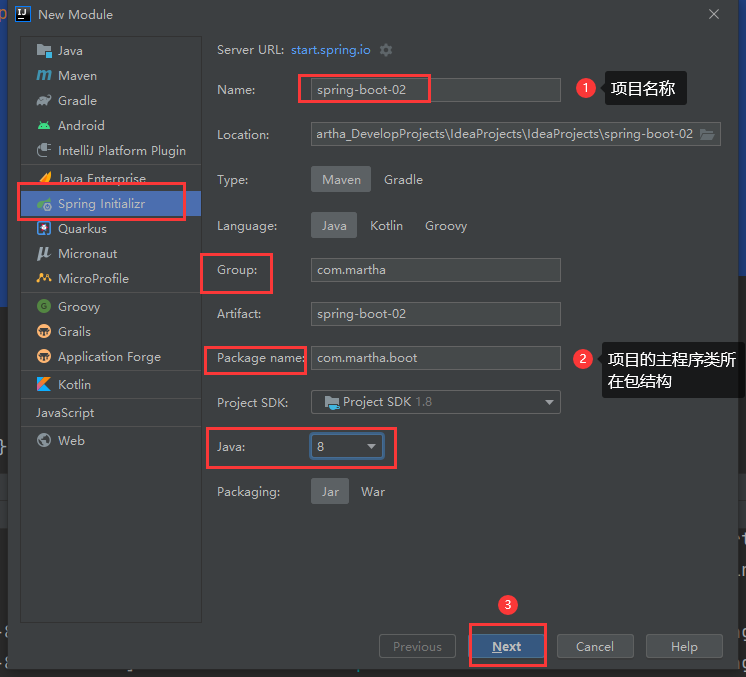 New Module
Java
Maven
Gradle
Android
IntelliJ Platform Plugin
Java Enterprise
Spring Initializr
Quarkus
Micronaut
MicroProfile
Groovy
Grails
Application Forge
Kotlin
JavaScript
Web
Server URL: start.spring.io
Name: spring-boot-02
1 项目名称
Location: artha_DevelopProjects\IdeaProjects\IdeaProjects\spring-boot-02
Type: Maven Gradle
Language: Java Kotlin Groovy
Group: com.martha
Artifact: spring-boot-02
Package name: com.martha.boot
2 项目的主程序类所
在包结构
Project SDK: Project SDK 1.8
Java: 8
Packaging: Jar War
3
Previous Next Cancel Help